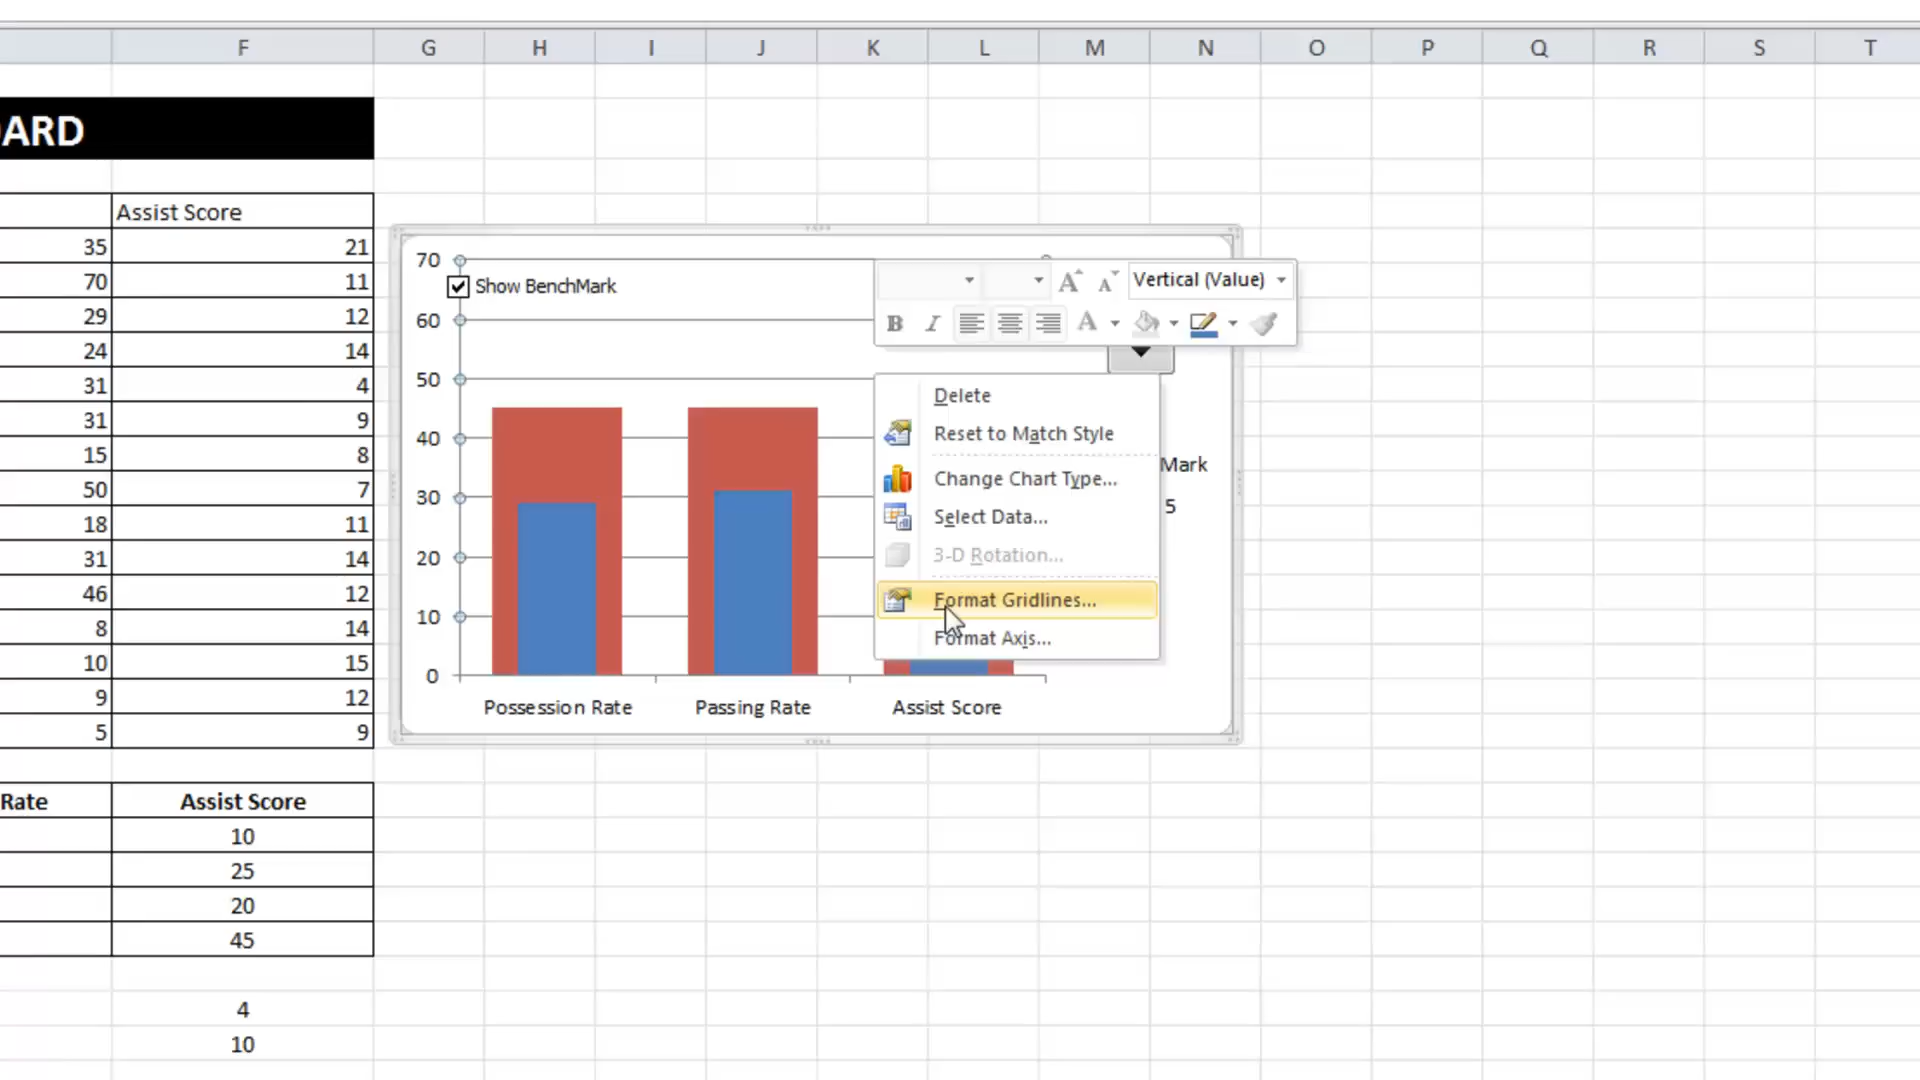 F G H I J K L M N O P Q R S T
ARD
Assist Score
35 21
70 11
29 12
24 14
31 4
31 9
15 8
50 7
18 11
31 14
46 12
8 14
10 15
9 12
5 9
Rate Assist Score
10
25
20
45
4
10
70
60
50
40
30
20
10
0
Show BenchMark
Possession Rate Passing Rate Assist Score
Mark
5
A A Vertical (Value)
B I A
Delete
Reset to Match Style
Change Chart Type...
Select Data...
3-D Rotation...
Format Gridlines...
Format Axis...